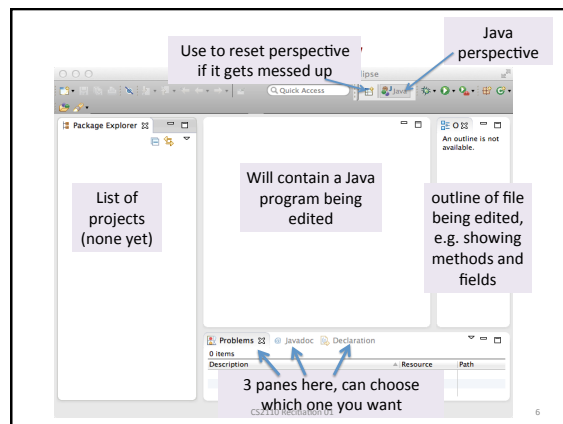 Use to reset perspective
if it gets messed up
Java
perspective
lipse
Quick Access
Java
Package Explorer
An outline is not
available.
List of
projects
(none yet)
Will contain a Java
program being
edited
outline of file
being edited,
e.g. showing
methods and
fields
Problems
Javadoc
Declaration
0 items
Description
Resource
Path
3 panes here, can choose
which one you want
CS2110 Recitation 01
6